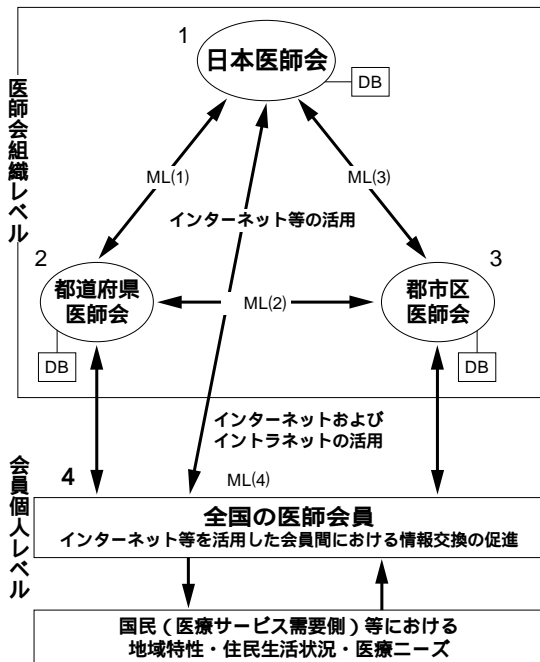 医師会組織レベル
1
日本医師会
DB
ML(1)
ML(3)
インターネット等の活用
2
都道府県
医師会
DB
ML(2)
3
郡市区
医師会
DB
インターネットおよび
イントラネットの活用
会員個人レベル
4
ML(4)
全国の医師会員
インターネット等を活用した会員間における情報交換の促進
国民(医療サービス需要側)等における
地域特性・住民生活状況・医療ニーズ